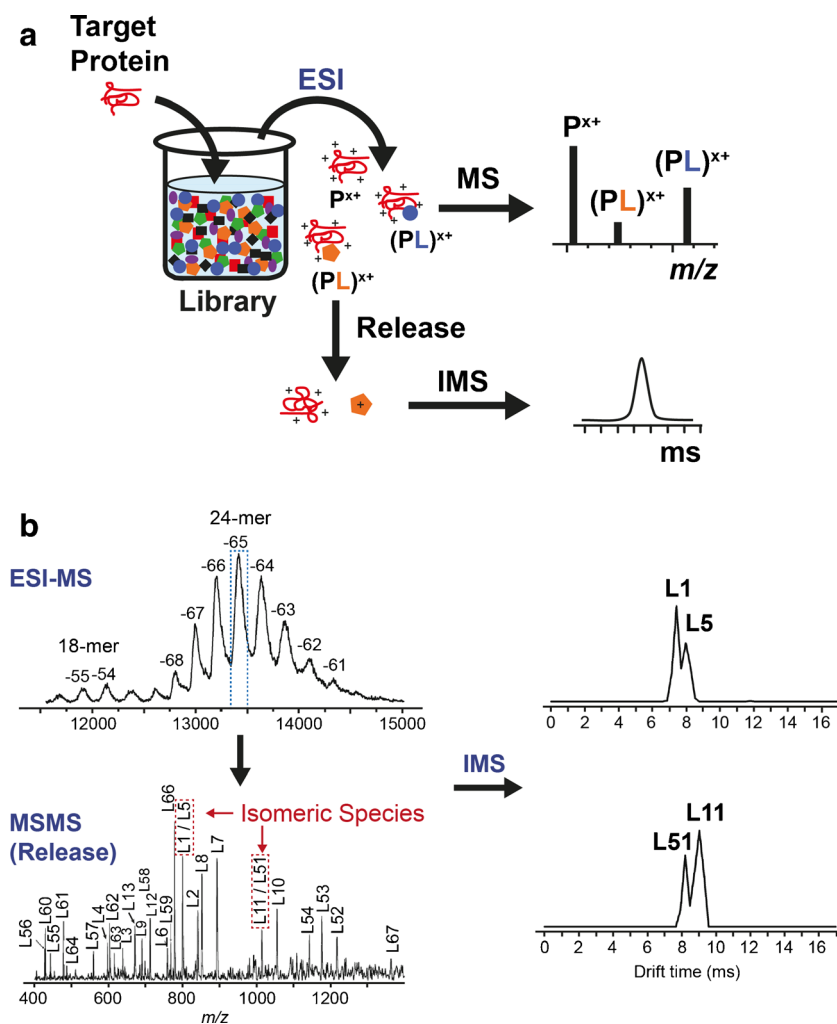 a
Target
Protein
ESI
Library
P^x+
(PL)^x+
(PL)^x+
MS
P^x+
(PL)^x+
(PL)^x+
m/z
Release
IMS
ms
b
ESI-MS
24-mer
18-mer
-55
-54
-68
-67
-66
-65
-64
-63
-62
-61
12000
13000
14000
15000
MSMS
(Release)
Isomeric Species
L56
L60
L55
L61
L64
L57
L4
L62
L63
L3
L13
L9
L58
L12
L6
L59
L66
L1 / L5
L2
L8
L7
L11 / L51
L10
L54
L53
L52
L67
400
600
800
1000
1200
m/z
IMS
L1
L5
0 2 4 6 8 10 12 14 16
L51
L11
0 2 4 6 8 10 12 14 16
Drift time (ms)